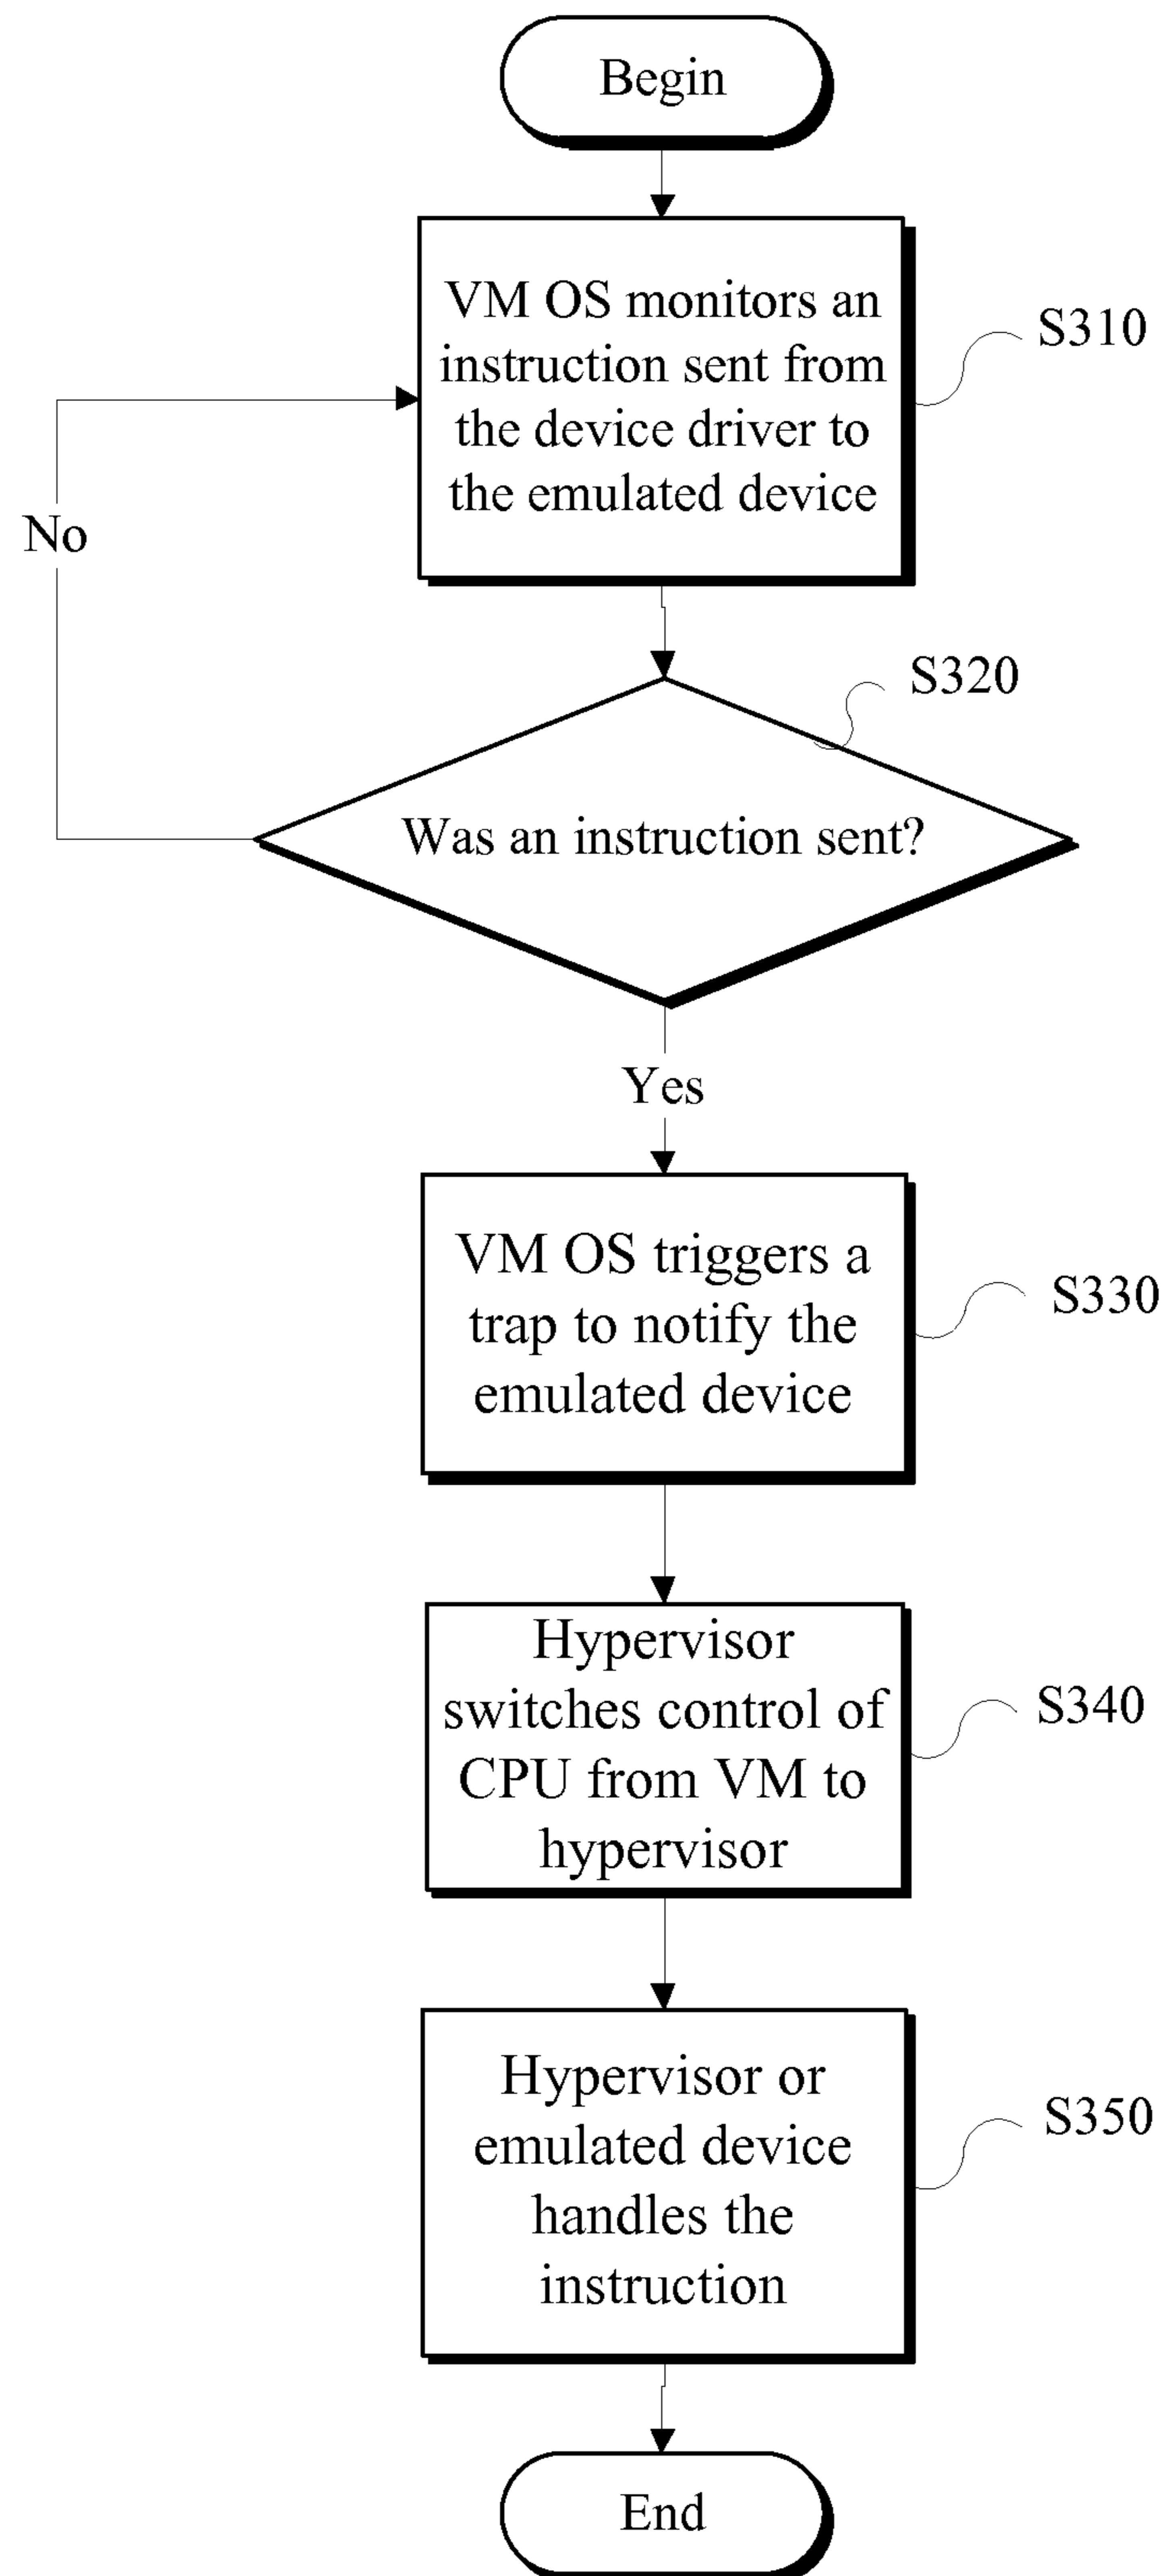 Begin
VM OS monitors an
instruction sent from
the device driver to
the emulated device
S310
No
S320
Was an instruction sent?
Yes
VM OS triggers a
trap to notify the
emulated device
S330
Hypervisor
switches control of
CPU from VM to
hypervisor
S340
Hypervisor or
emulated device
handles the
instruction
S350
End